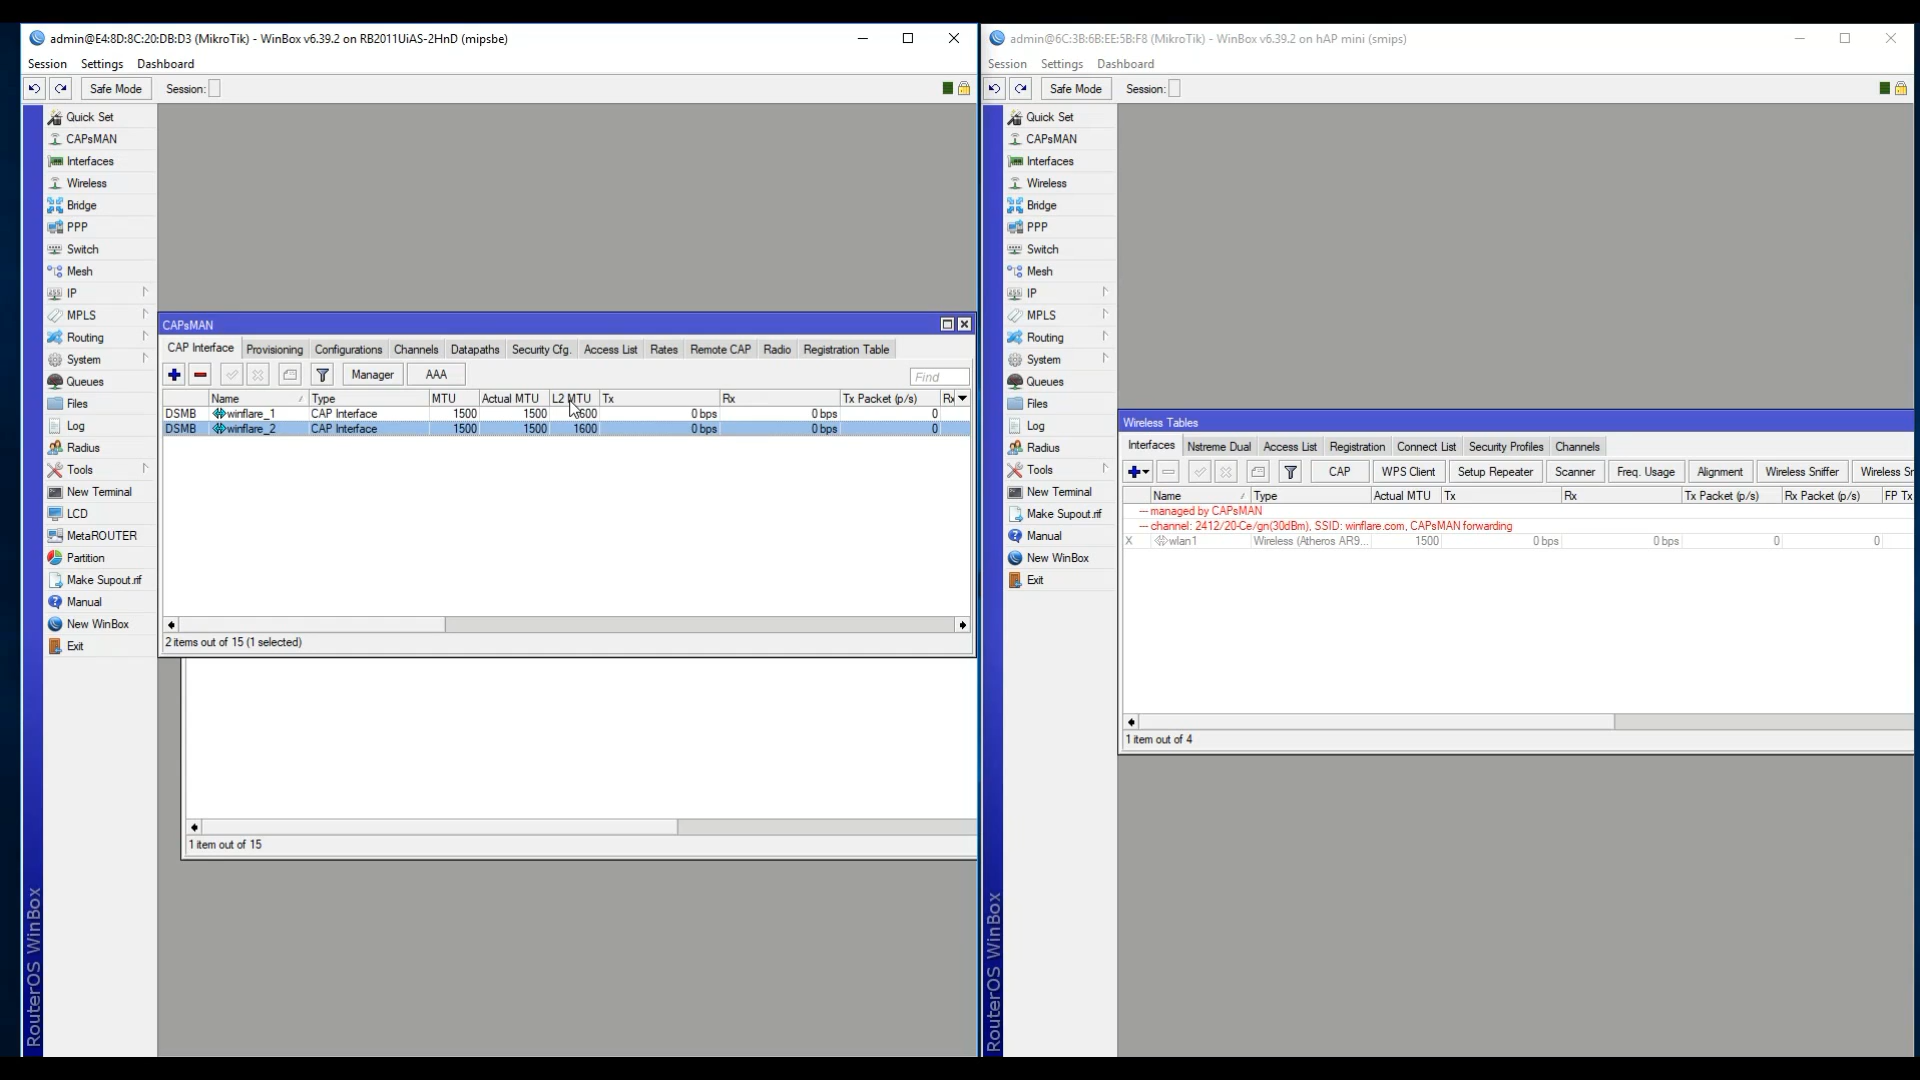 admin@E4:8D:8C:20:DB:D3 (MikroTik) - WinBox v6.39.2 on RB2011UiAS-2HnD (mipsbe)
Session Settings Dashboard
Safe Mode Session:
Quick Set
CAPsMAN
Interfaces
Wireless
Bridge
PPP
Switch
Mesh
IP
MPLS
Routing
System
Queues
Files
Log
Radius
Tools
New Terminal
LCD
MetaROUTER
Partition
Make Supout.rif
Manual
New WinBox
Exit
RouterOS WinBox
CAPsMAN
CAP Interface Provisioning Configurations Channels Datapaths Security Cfg. Access List Rates Remote CAP Radio Registration Table
Manager AAA Find
Name Type MTU Actual MTU L2 MTU Tx Rx Tx Packet (p/s) Rx
DSMB winflare_1 CAP Interface 1500 1500 1600 0 bps 0 bps 0
DSMB winflare_2 CAP Interface 1500 1500 1600 0 bps 0 bps 0
2 items out of 15 (1 selected)
1 item out of 15
admin@6C:3B:6B:EE:5B:F8 (MikroTik) - WinBox v6.39.2 on hAP mini (smips)
Session Settings Dashboard
Safe Mode Session:
Quick Set
CAPsMAN
Interfaces
Wireless
Bridge
PPP
Switch
Mesh
IP
MPLS
Routing
System
Queues
Files
Log
Radius
Tools
New Terminal
Make Supout.rif
Manual
New WinBox
Exit
RouterOS WinBox
Wireless Tables
Interfaces Nstreme Dual Access List Registration Connect List Security Profiles Channels
CAP WPS Client Setup Repeater Scanner Freq. Usage Alignment Wireless Sniffer Wireless Sn
Name Type Actual MTU Tx Rx Tx Packet (p/s) Rx Packet (p/s) FP Tx
--- managed by CAPsMAN
--- channel: 2412/20-Ce/gn(30dBm), SSID: winflare.com, CAPsMAN forwarding
X wlan1 Wireless (Atheros AR9... 1500 0 bps 0 bps 0 0
1 item out of 4